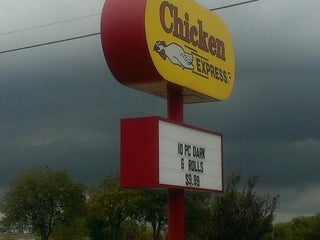 Chicken
EXPRESS
10 PC DARK
6 ROLLS
$9.99